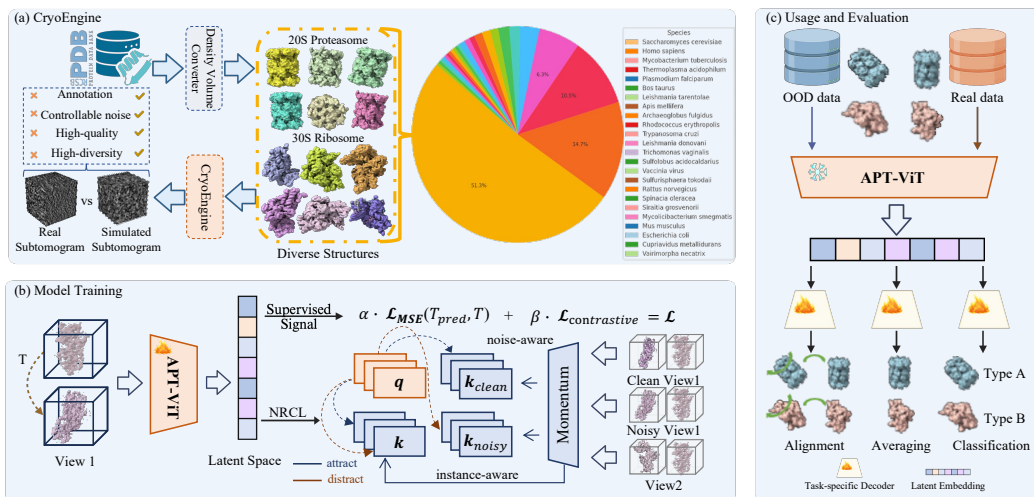 (a) CryoEngine
PDB
PROTEIN DATA BANK
Annotation
Controllable noise
High-quality
High-diversity
Real
Subtomogram
vs
Simulated
Subtomogram
Density Volume
Converter
CryoEngine
20S Proteasome
30S Ribosome
Diverse Structures
51.3%
14.7%
10.5%
6.3%
Species
Saccharomyces cerevisiae
Homo sapiens
Mycobacterium tuberculosis
Thermoplasma acidophilum
Plasmodium falciparum
Bos taurus
Leishmania tarentolae
Apis mellifera
Archaeoglobus fulgidus
Rhodococcus erythropolis
Trypanosoma cruzi
Leishmania donovani
Trichomonas vaginalis
Sulfolobus acidocaldarius
Vaccinia virus
Sulfurisphaera tokodaii
Rattus norvegicus
Spinacia oleracea
Siraitia grosvenorii
Mycolicibacterium smegmatis
Mus musculus
Escherichia coli
Cupriavidus metallidurans
Vairimorpha necatrix
(b) Model Training
T
View 1
APT-ViT
Latent Space
Supervised
Signal
α · ℒMSE(Tpred, T) + β · ℒcontrastive = ℒ
NRCL
q
k
kclean
knoisy
noise-aware
instance-aware
attract
distract
Momentum
Clean View1
Noisy View1
View2
(c) Usage and Evaluation
OOD data
Real data
APT-ViT
Type A
Type B
Alignment
Averaging
Classification
Task-specific Decoder
Latent Embedding